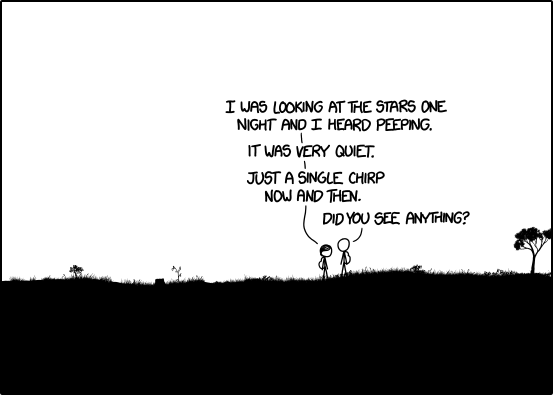 I WAS LOOKING AT THE STARS ONE
NIGHT AND I HEARD PEEPING.
IT WAS VERY QUIET.
JUST A SINGLE CHIRP
NOW AND THEN.
DID YOU SEE ANYTHING?